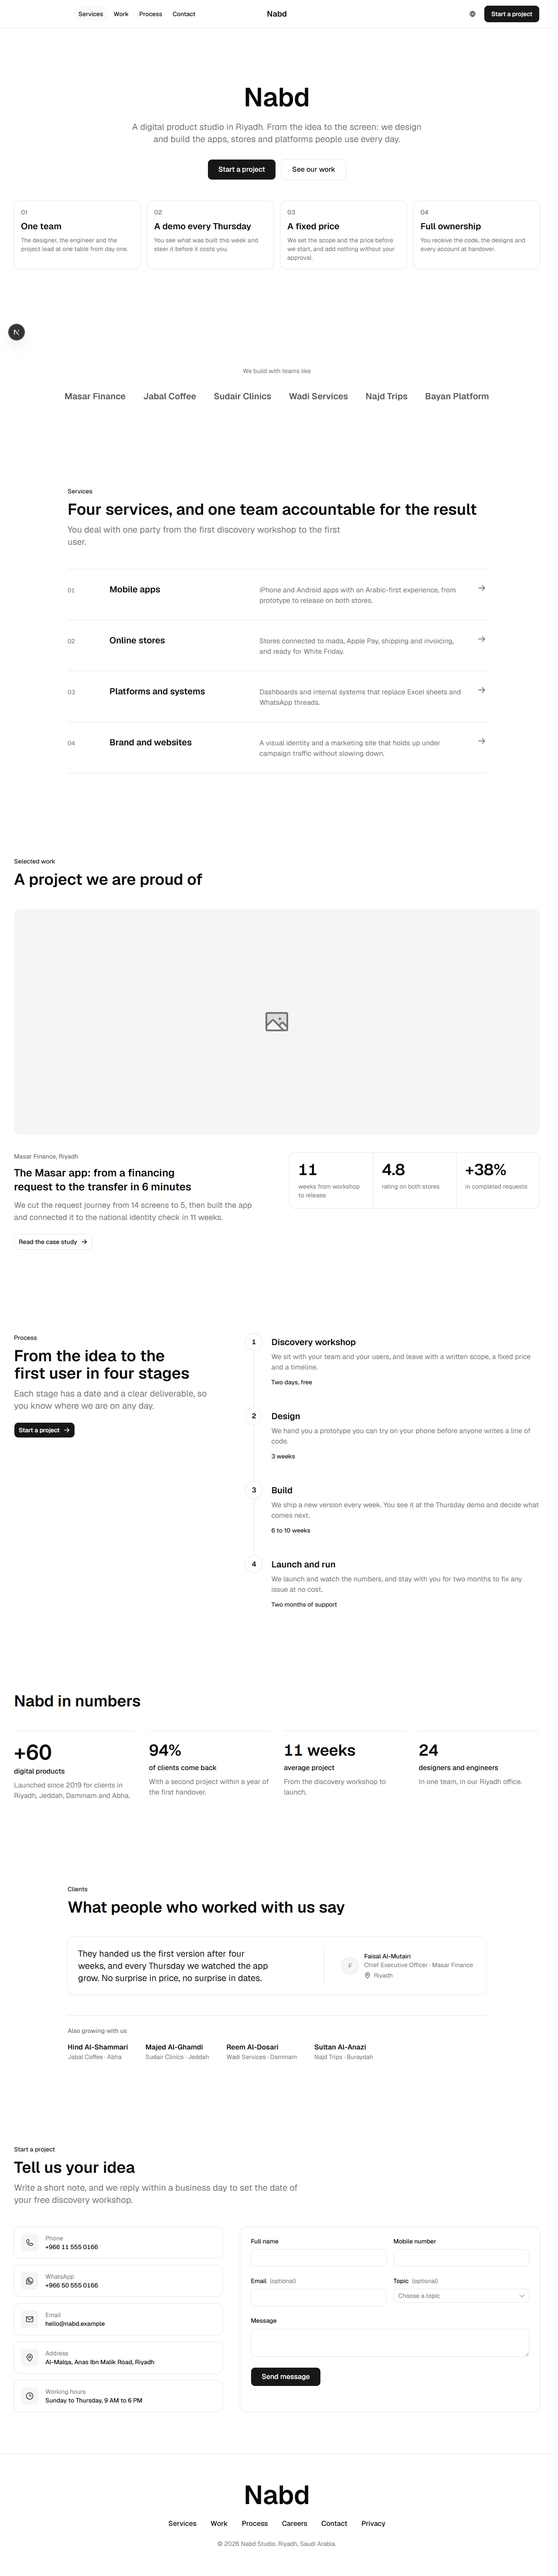 Services Work Process Contact
Nabd
Start a project
Nabd
A digital product studio in Riyadh. From the idea to the screen: we design
and build the apps, stores and platforms people use every day.
Start a project
See our work
01
One team
The designer, the engineer and the
project lead at one table from day one.
02
A demo every Thursday
You see what was built this week and
steer it before it costs you.
03
A fixed price
We set the scope and the price before
we start, and add nothing without your
approval.
04
Full ownership
You receive the code, the designs and
every account at handover.
N
We build with teams like
Masar Finance Jabal Coffee Sudair Clinics Wadi Services Najd Trips Bayan Platform
Services
Four services, and one team accountable for the result
You deal with one party from the first discovery workshop to the first
user.
01
Mobile apps
iPhone and Android apps with an Arabic-first experience, from
prototype to release on both stores.
02
Online stores
Stores connected to mada, Apple Pay, shipping and invoicing,
and ready for White Friday.
03
Platforms and systems
Dashboards and internal systems that replace Excel sheets and
WhatsApp threads.
04
Brand and websites
A visual identity and a marketing site that holds up under
campaign traffic without slowing down.
Selected work
A project we are proud of
Masar Finance, Riyadh
The Masar app: from a financing
request to the transfer in 6 minutes
We cut the request journey from 14 screens to 5, then built the app
and connected it to the national identity check in 11 weeks.
Read the case study
11
weeks from workshop
to release
4.8
rating on both stores
+38%
in completed requests
Process
From the idea to the
first user in four stages
Each stage has a date and a clear deliverable, so
you know where we are on any day.
Start a project
1
Discovery workshop
We sit with your team and your users, and leave with a written scope, a fixed price
and a timeline.
Two days, free
2
Design
We hand you a prototype you can try on your phone before anyone writes a line of
code.
3 weeks
3
Build
We ship a new version every week. You see it at the Thursday demo and decide what
comes next.
6 to 10 weeks
4
Launch and run
We launch and watch the numbers, and stay with you for two months to fix any
issue at no cost.
Two months of support
Nabd in numbers
+60
digital products
Launched since 2019 for clients in
Riyadh, Jeddah, Dammam and Abha.
94%
of clients come back
With a second project within a year of
the first handover.
11 weeks
average project
From the discovery workshop to
launch.
24
designers and engineers
In one team, in our Riyadh office.
Clients
What people who worked with us say
They handed us the first version after four
weeks, and every Thursday we watched the app
grow. No surprise in price, no surprise in dates.
F
Faisal Al-Mutairi
Chief Executive Officer · Masar Finance
Riyadh
Also growing with us
Hind Al-Shammari
Jabal Coffee · Abha
Majed Al-Ghamdi
Sudair Clinics · Jeddah
Reem Al-Dosari
Wadi Services · Dammam
Sultan Al-Anazi
Najd Trips · Buraydah
Start a project
Tell us your idea
Write a short note, and we reply within a business day to set the date of
your free discovery workshop.
Phone
+966 11 555 0166
WhatsApp
+966 50 555 0166
Email
hello@nabd.example
Address
Al-Malqa, Anas Ibn Malik Road, Riyadh
Working hours
Sunday to Thursday, 9 AM to 6 PM
Full name
Mobile number
Email (optional)
Topic (optional)
Choose a topic
Message
Send message
Nabd
Services Work Process Careers Contact Privacy
© 2026 Nabd Studio. Riyadh, Saudi Arabia.